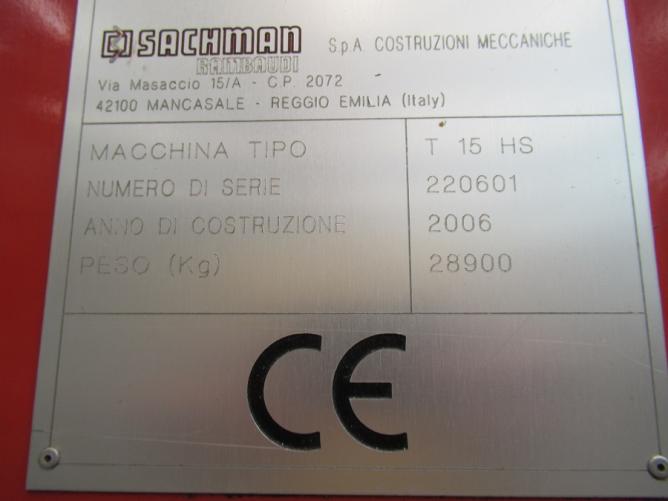 SACHMAN S.p.A. COSTRUZIONI MECCANICHE
RAMBAUDI
Via Masaccio 15/A - C.P. 2072
42100 MANCASALE - REGGIO EMILIA (Italy)
MACCHINA TIPO T 15 HS
NUMERO DI SERIE 220601
ANNO DI COSTRUZIONE 2006
PESO (Kg) 28900
CE